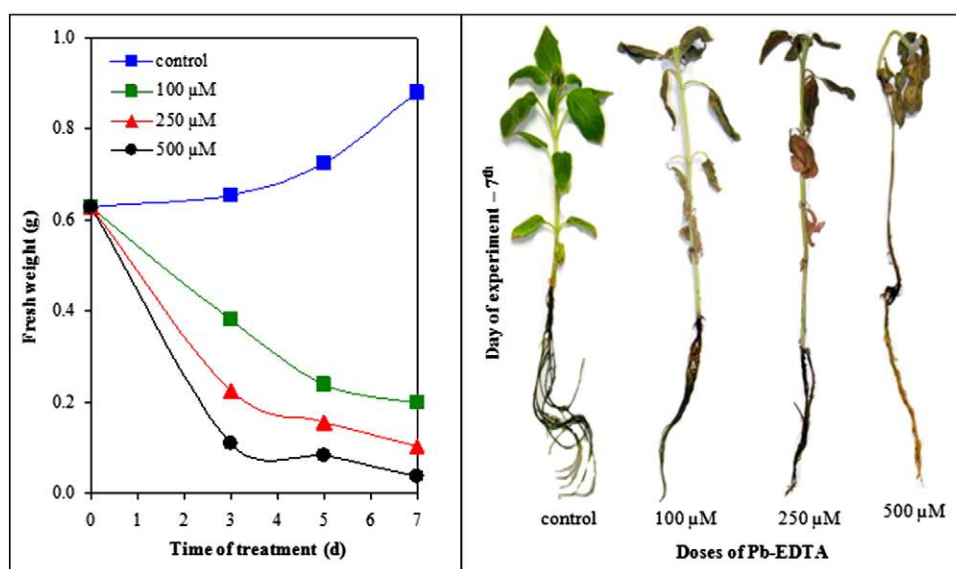 1.0
0.8
0.6
0.4
0.2
0.0
Fresh weight (g)
control
100 µM
250 µM
500 µM
0 1 2 3 4 5 6 7
Time of treatment (d)
Day of experiment – 7th
control 100 µM 250 µM 500 µM
Doses of Pb-EDTA